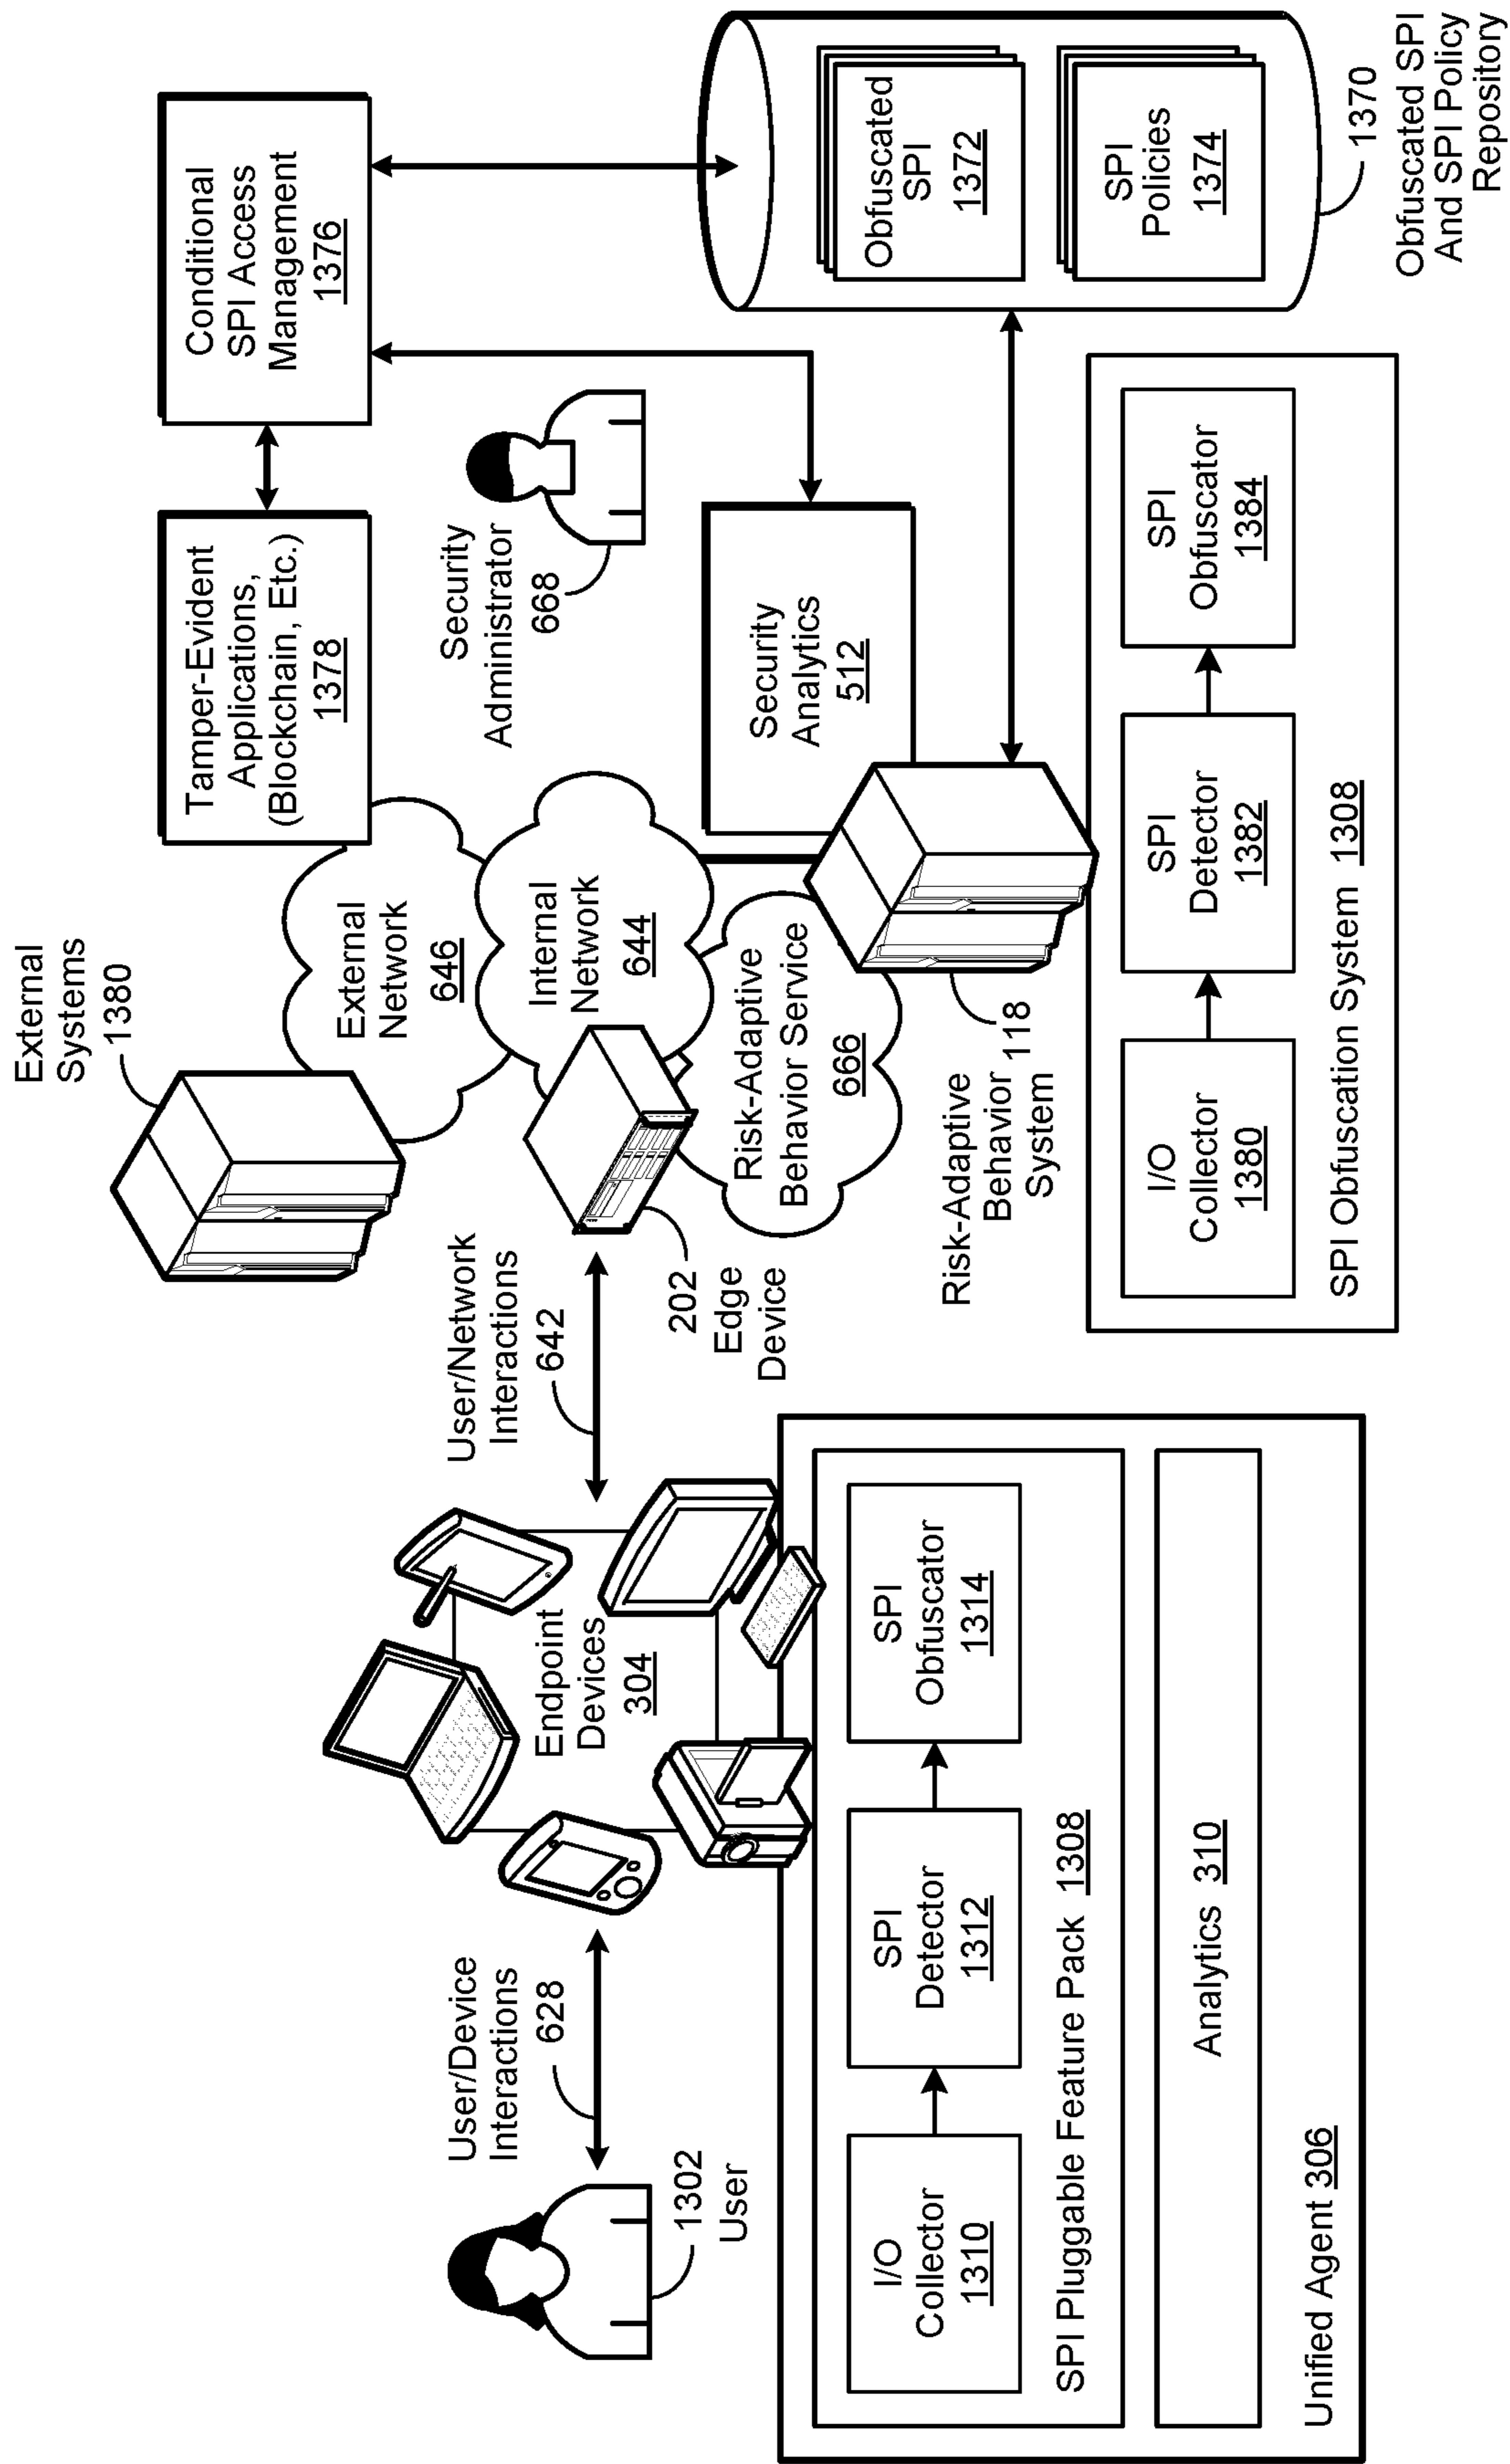 External
Systems
1380
Tamper-Evident
Applications,
(Blockchain, Etc.)
1378
Conditional
SPI Access
Management
1376
External
Network
646
Security
Administrator
668
User/Device
Interactions
628
User/Network
Interactions
642
Internal
Network
644
Endpoint
Devices
304
1302
User
202
Edge
Device
Risk-Adaptive
Behavior Service
666
Security
Analytics
512
Obfuscated
SPI
1372
SPI
Policies
1374
1370
Obfuscated SPI
And SPI Policy
Repository
Risk-Adaptive
Behavior 118
System
I/O
Collector
1310
SPI
Detector
1312
SPI
Obfuscator
1314
SPI Pluggable Feature Pack 1308
Analytics 310
Unified Agent 306
I/O
Collector
1380
SPI
Detector
1382
SPI
Obfuscator
1384
SPI Obfuscation System 1308